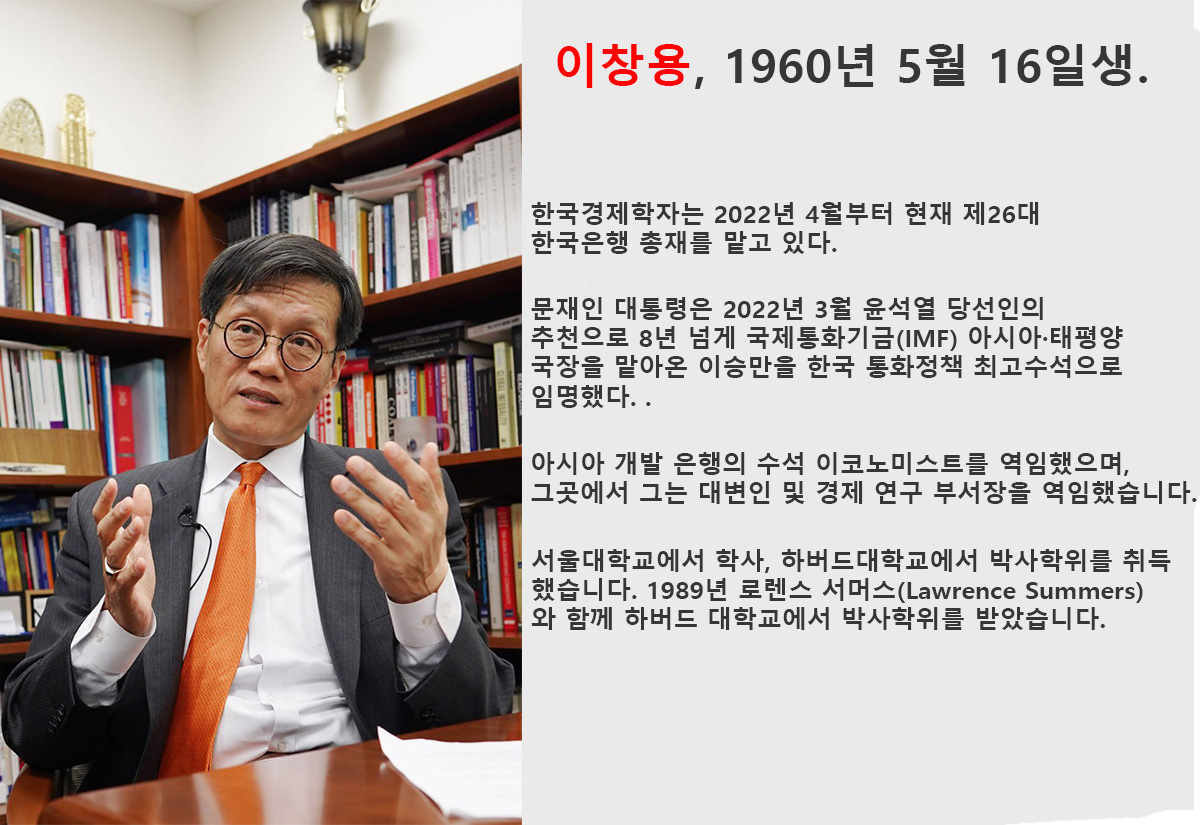 이창용, 1960년 5월 16일생.
한국경제학자는 2022년 4월부터 현재 제26대
한국은행 총재를 맡고 있다.
문재인 대통령은 2022년 3월 윤석열 당선인의
추천으로 8년 넘게 국제통화기금(IMF) 아시아·태평양
국장을 맡아온 이승만을 한국 통화정책 최고수석으로
임명했다. .
아시아 개발 은행의 수석 이코노미스트를 역임했으며,
그곳에서 그는 대변인 및 경제 연구 부서장을 역임했습니다.
서울대학교에서 학사, 하버드대학교에서 박사학위를 취득
했습니다. 1989년 로렌스 서머스(Lawrence Summers)
와 함께 하버드 대학교에서 박사학위를 받았습니다.